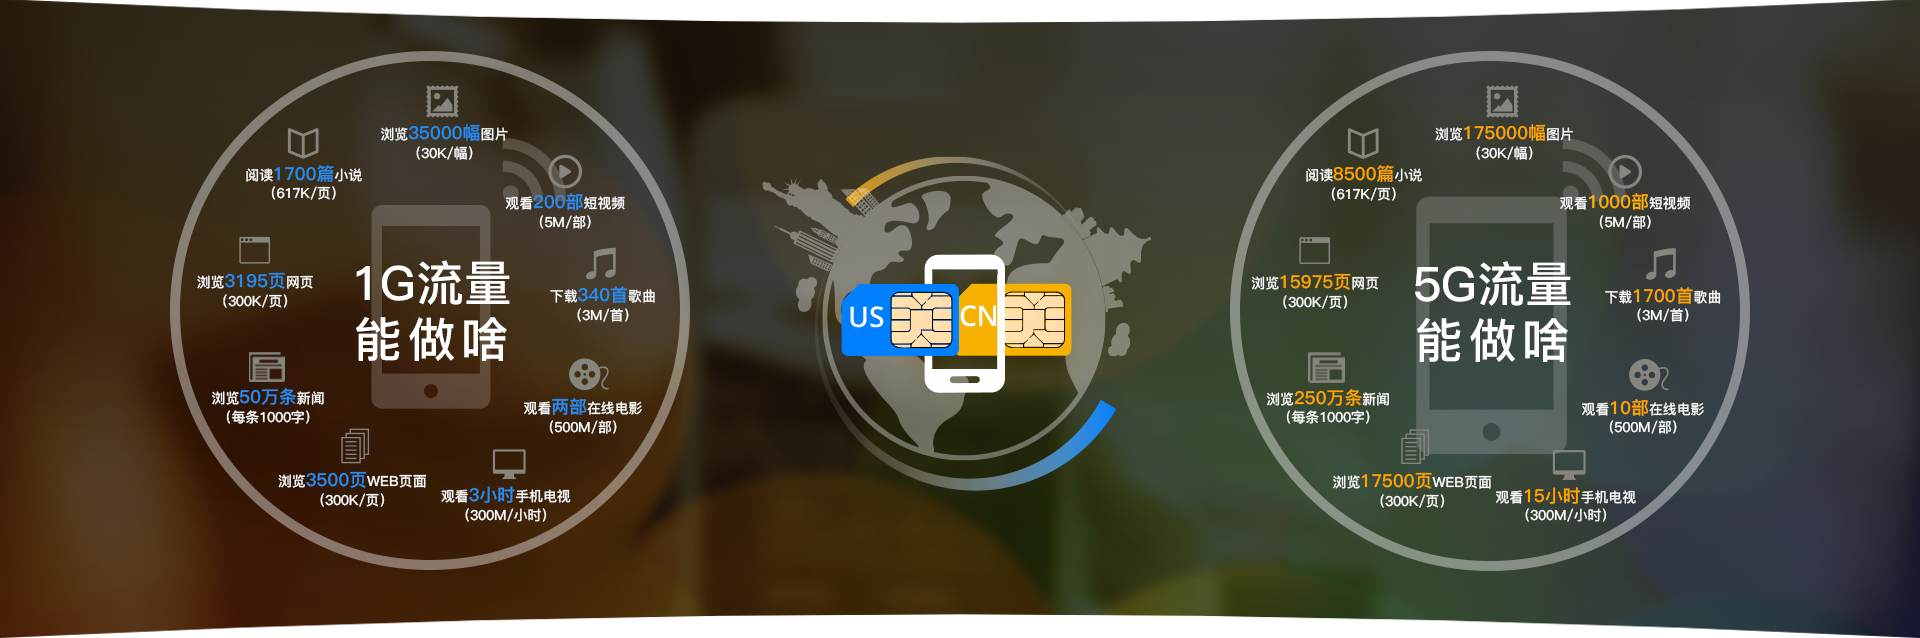 浏览35000幅图片
(30K/幅)
阅读1700篇小说
(617K/页)
观看200部短视频
(5M/部)
浏览3195页网页
(300K/页)
下载340首歌曲
(3M/首)
1G流量
能做啥
浏览50万条新闻
(每条1000字)
观看两部在线电影
(500M/部)
浏览3500页WEB页面
(300K/页)
观看3小时手机电视
(300M/小时)
US
CN
浏览175000幅图片
(30K/幅)
阅读8500篇小说
(617K/页)
观看1000部短视频
(5M/部)
浏览15975页网页
(300K/页)
下载1700首歌曲
(3M/首)
5G流量
能做啥
浏览250万条新闻
(每条1000字)
观看10部在线电影
(500M/部)
浏览17500页WEB页面
(300K/页)
观看15小时手机电视
(300M/小时)